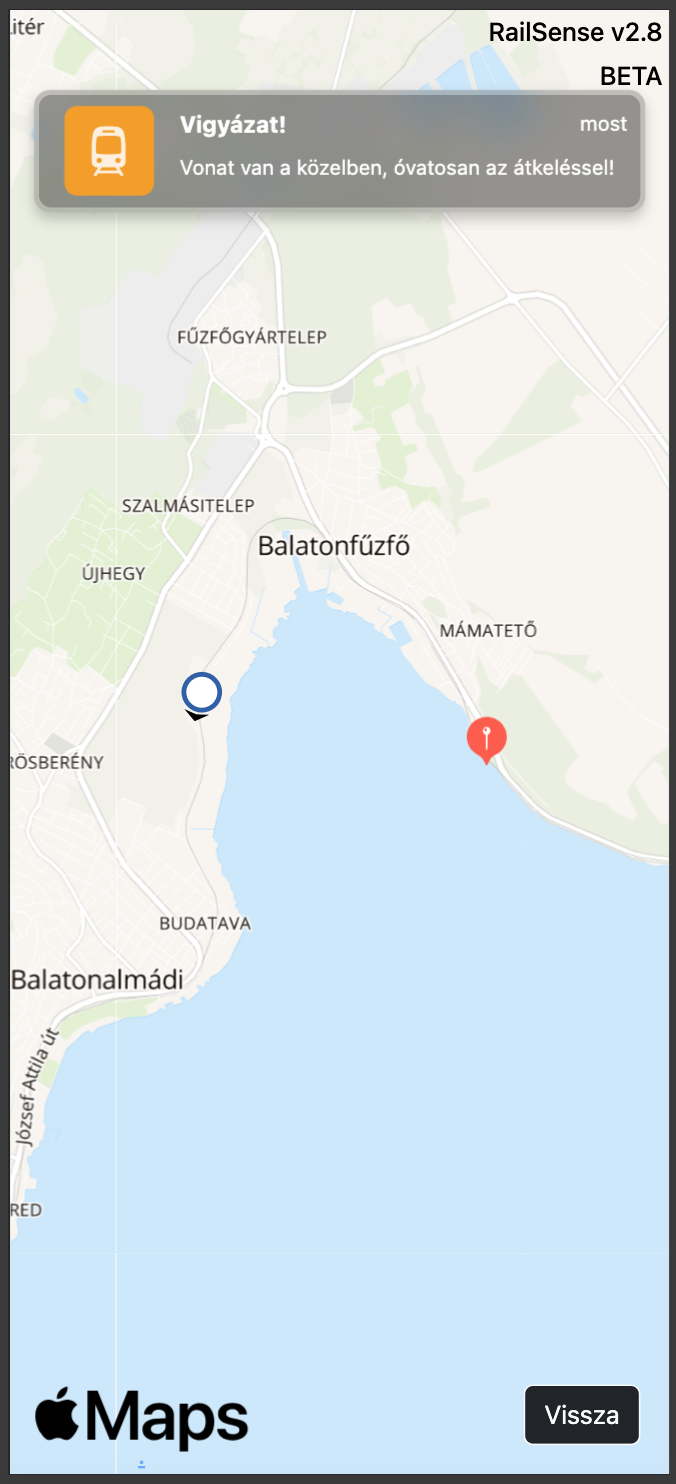 litér
RailSense v2.8
BETA
Vigyázat!
most
Vonat van a közelben, óvatosan az átkeléssel!
FŰZFŐGYÁRTELEP
SZALMÁSITELEP
Balatonfűzfő
ÚJHEGY
MÁMATETŐ
RÖSBERÉNY
BUDATAVA
Balatonalmádi
József Attila út
RED
Maps
Vissza